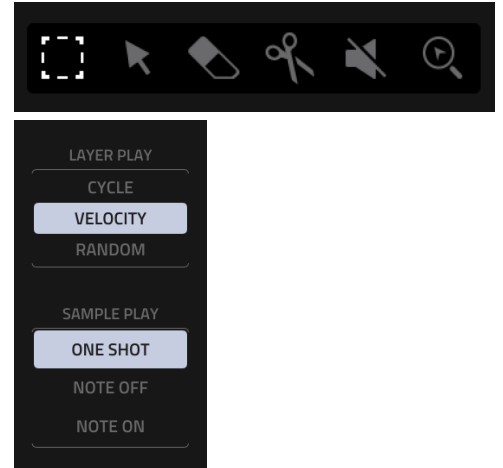 LAYER PLAY
CYCLE
VELOCITY
RANDOM
SAMPLE PLAY
ONE SHOT
NOTE OFF
NOTE ON